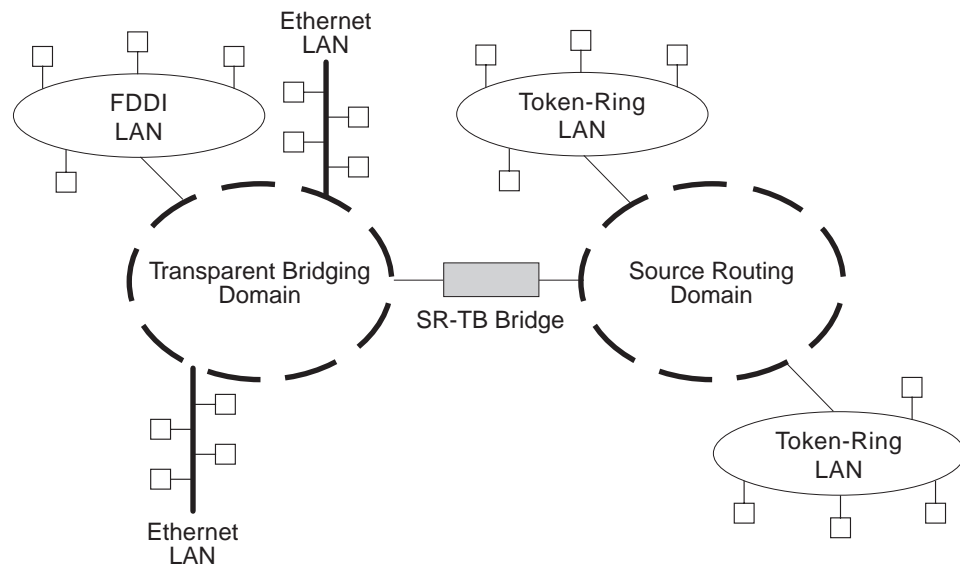 Ethernet
LAN
FDDI
LAN
Token-Ring
LAN
Transparent Bridging
Domain
SR-TB Bridge
Source Routing
Domain
Token-Ring
LAN
Ethernet
LAN